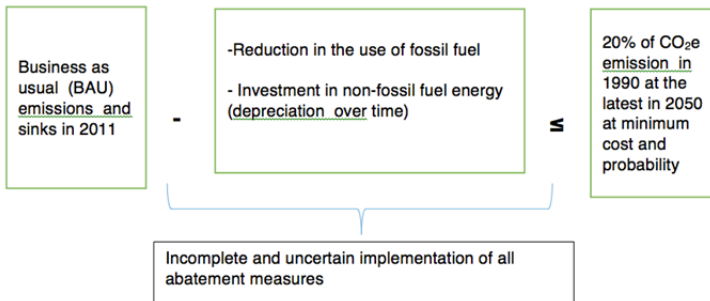 Business as
usual (BAU)
emissions and
sinks in 2011
-
-Reduction in the use of fossil fuel
- Investment in non-fossil fuel energy
(depreciation over time)
≤
20% of CO₂e
emission in
1990 at the
latest in 2050
at minimum
cost and
probability
Incomplete and uncertain implementation of all
abatement measures